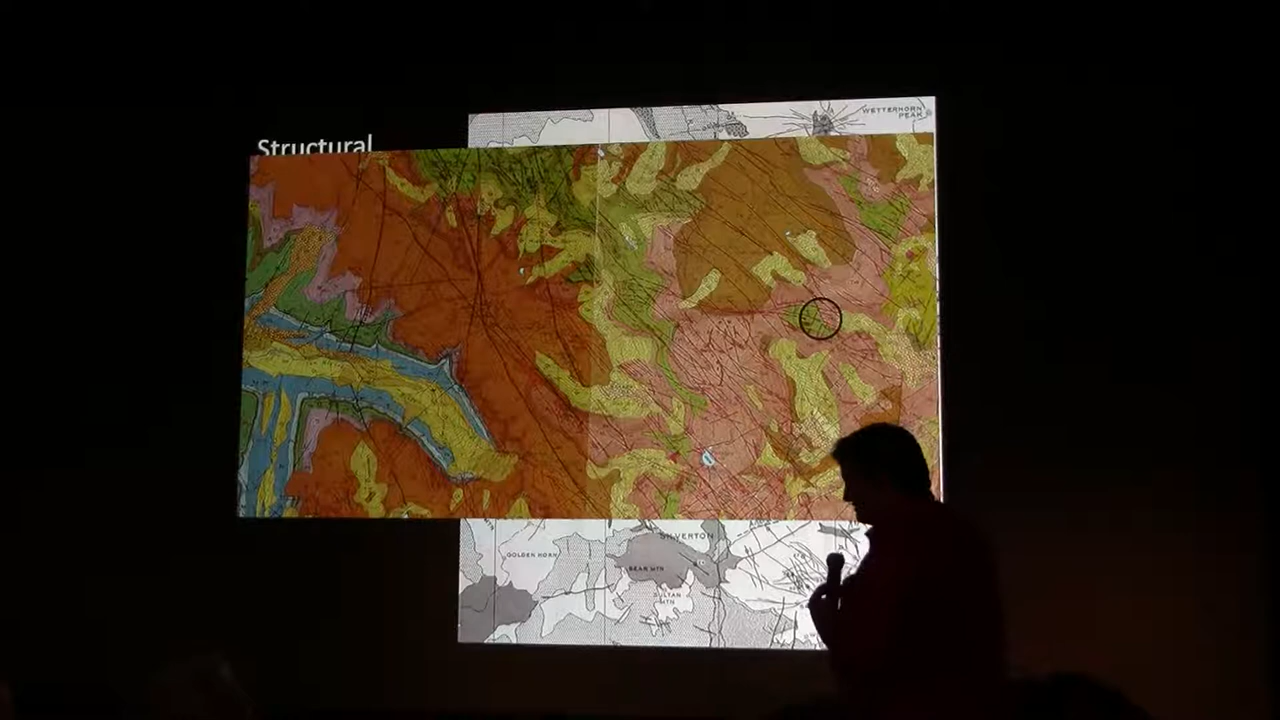 Structural
WETTERHORN
PEAK
SILVERTON
GOLDEN HORN
BEAR MTN
SULTAN
MTN